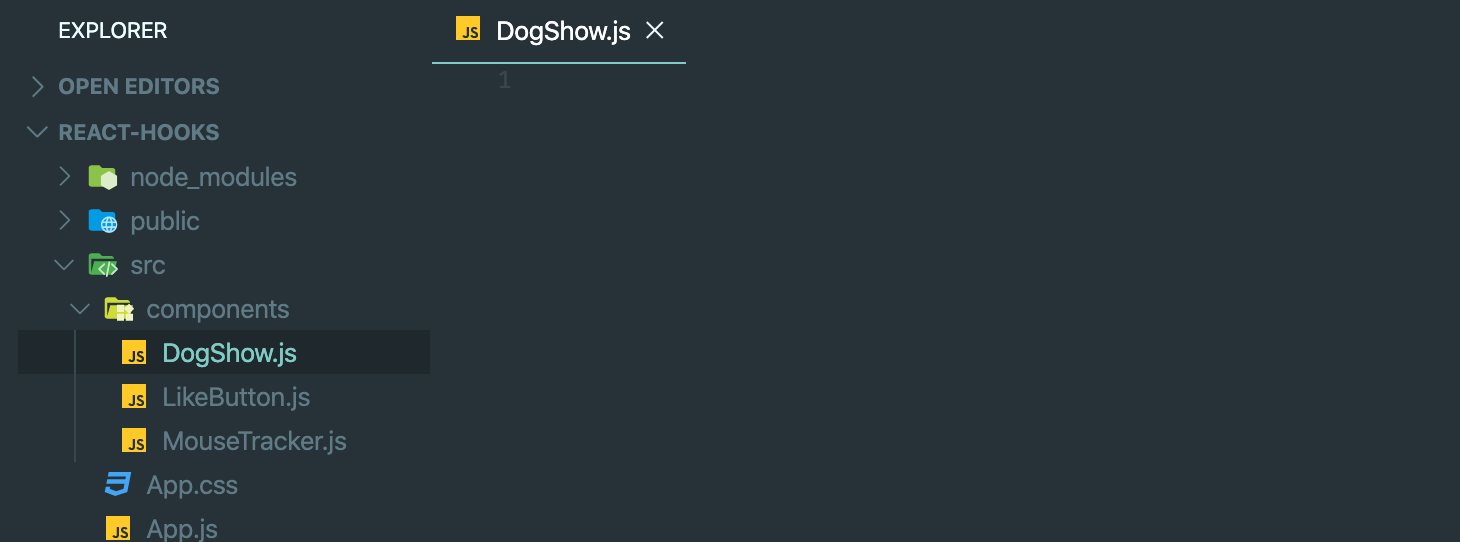 EXPLORER
OPEN EDITORS
REACT-HOOKS
node_modules
public
src
components
JS DogShow.js
JS LikeButton.js
JS MouseTracker.js
App.css
JS App.js
JS DogShow.js
1